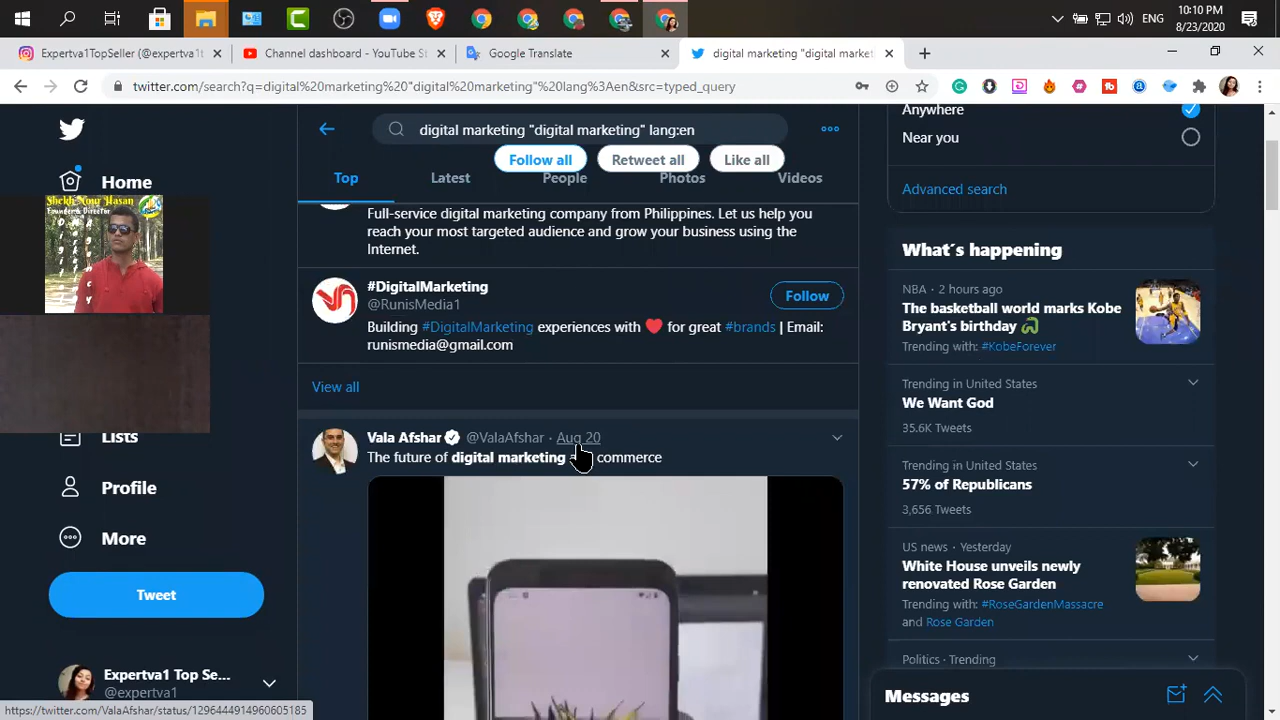 10:10 PM
ENG
8/23/2020
Expertva1TopSeller (@expertva1t
Channel dashboard - YouTube St
Google Translate
digital marketing "digital market
twitter.com/search?q=digital%20marketing%20"digital%20marketing"%20lang%3Aen&src=typed_query
digital marketing "digital marketing" lang:en
Follow all
Retweet all
Like all
Top
Latest
People
Photos
Videos
Home
Shekh Nour Hasan
Founder & Director
Lists
Profile
More
Tweet
Expertva1 Top Se...
@expertva1
Full-service digital marketing company from Philippines. Let us help you
reach your most targeted audience and grow your business using the
Internet.
#DigitalMarketing
@RunisMedia1
Follow
Building #DigitalMarketing experiences with ❤ for great #brands | Email:
runismedia@gmail.com
View all
Vala Afshar @ValaAfshar · Aug 20
The future of digital marketing commerce
Anywhere
Near you
Advanced search
What's happening
NBA · 2 hours ago
The basketball world marks Kobe
Bryant's birthday
Trending with: #KobeForever
Trending in United States
We Want God
35.6K Tweets
Trending in United States
57% of Republicans
3,656 Tweets
US news · Yesterday
White House unveils newly
renovated Rose Garden
Trending with: #RoseGardenMassacre
and Rose Garden
Politics · Trending
Messages
https://twitter.com/ValaAfshar/status/1296444914960605185